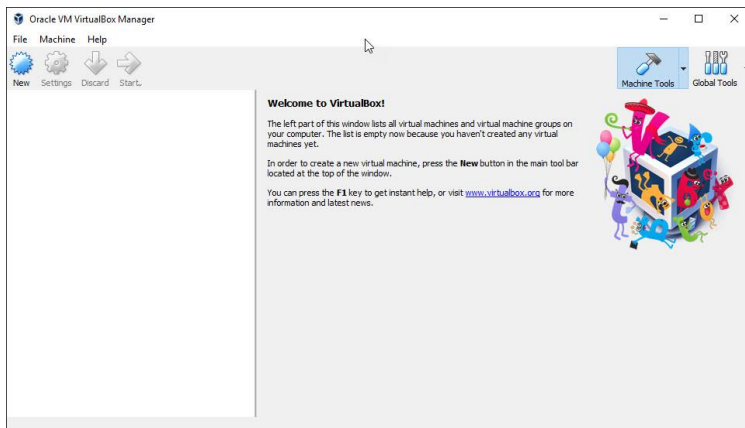 Oracle VM VirtualBox Manager
File Machine Help
New Settings Discard Start
Machine Tools Global Tools
Welcome to VirtualBox!
The left part of this window lists all virtual machines and virtual machine groups on
your computer. The list is empty now because you haven't created any virtual
machines yet.
In order to create a new virtual machine, press the New button in the main tool bar
located at the top of the window.
You can press the F1 key to get instant help, or visit www.virtualbox.org for more
information and latest news.